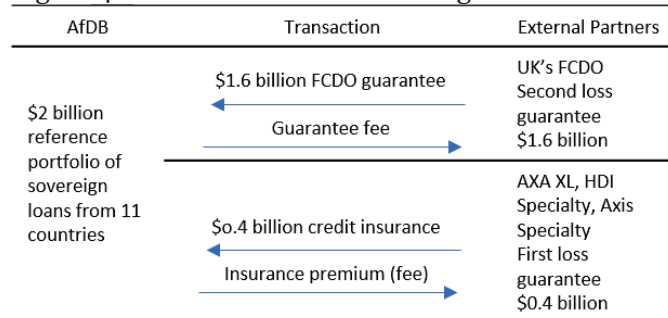 AfDB
Transaction
External Partners
$2 billion
reference
portfolio of
sovereign
loans from 11
countries
$1.6 billion FCDO guarantee
Guarantee fee
UK's FCDO
Second loss
guarantee
$1.6 billion
$o.4 billion credit insurance
Insurance premium (fee)
AXA XL, HDI
Specialty, Axis
Specialty
First loss
guarantee
$0.4 billion